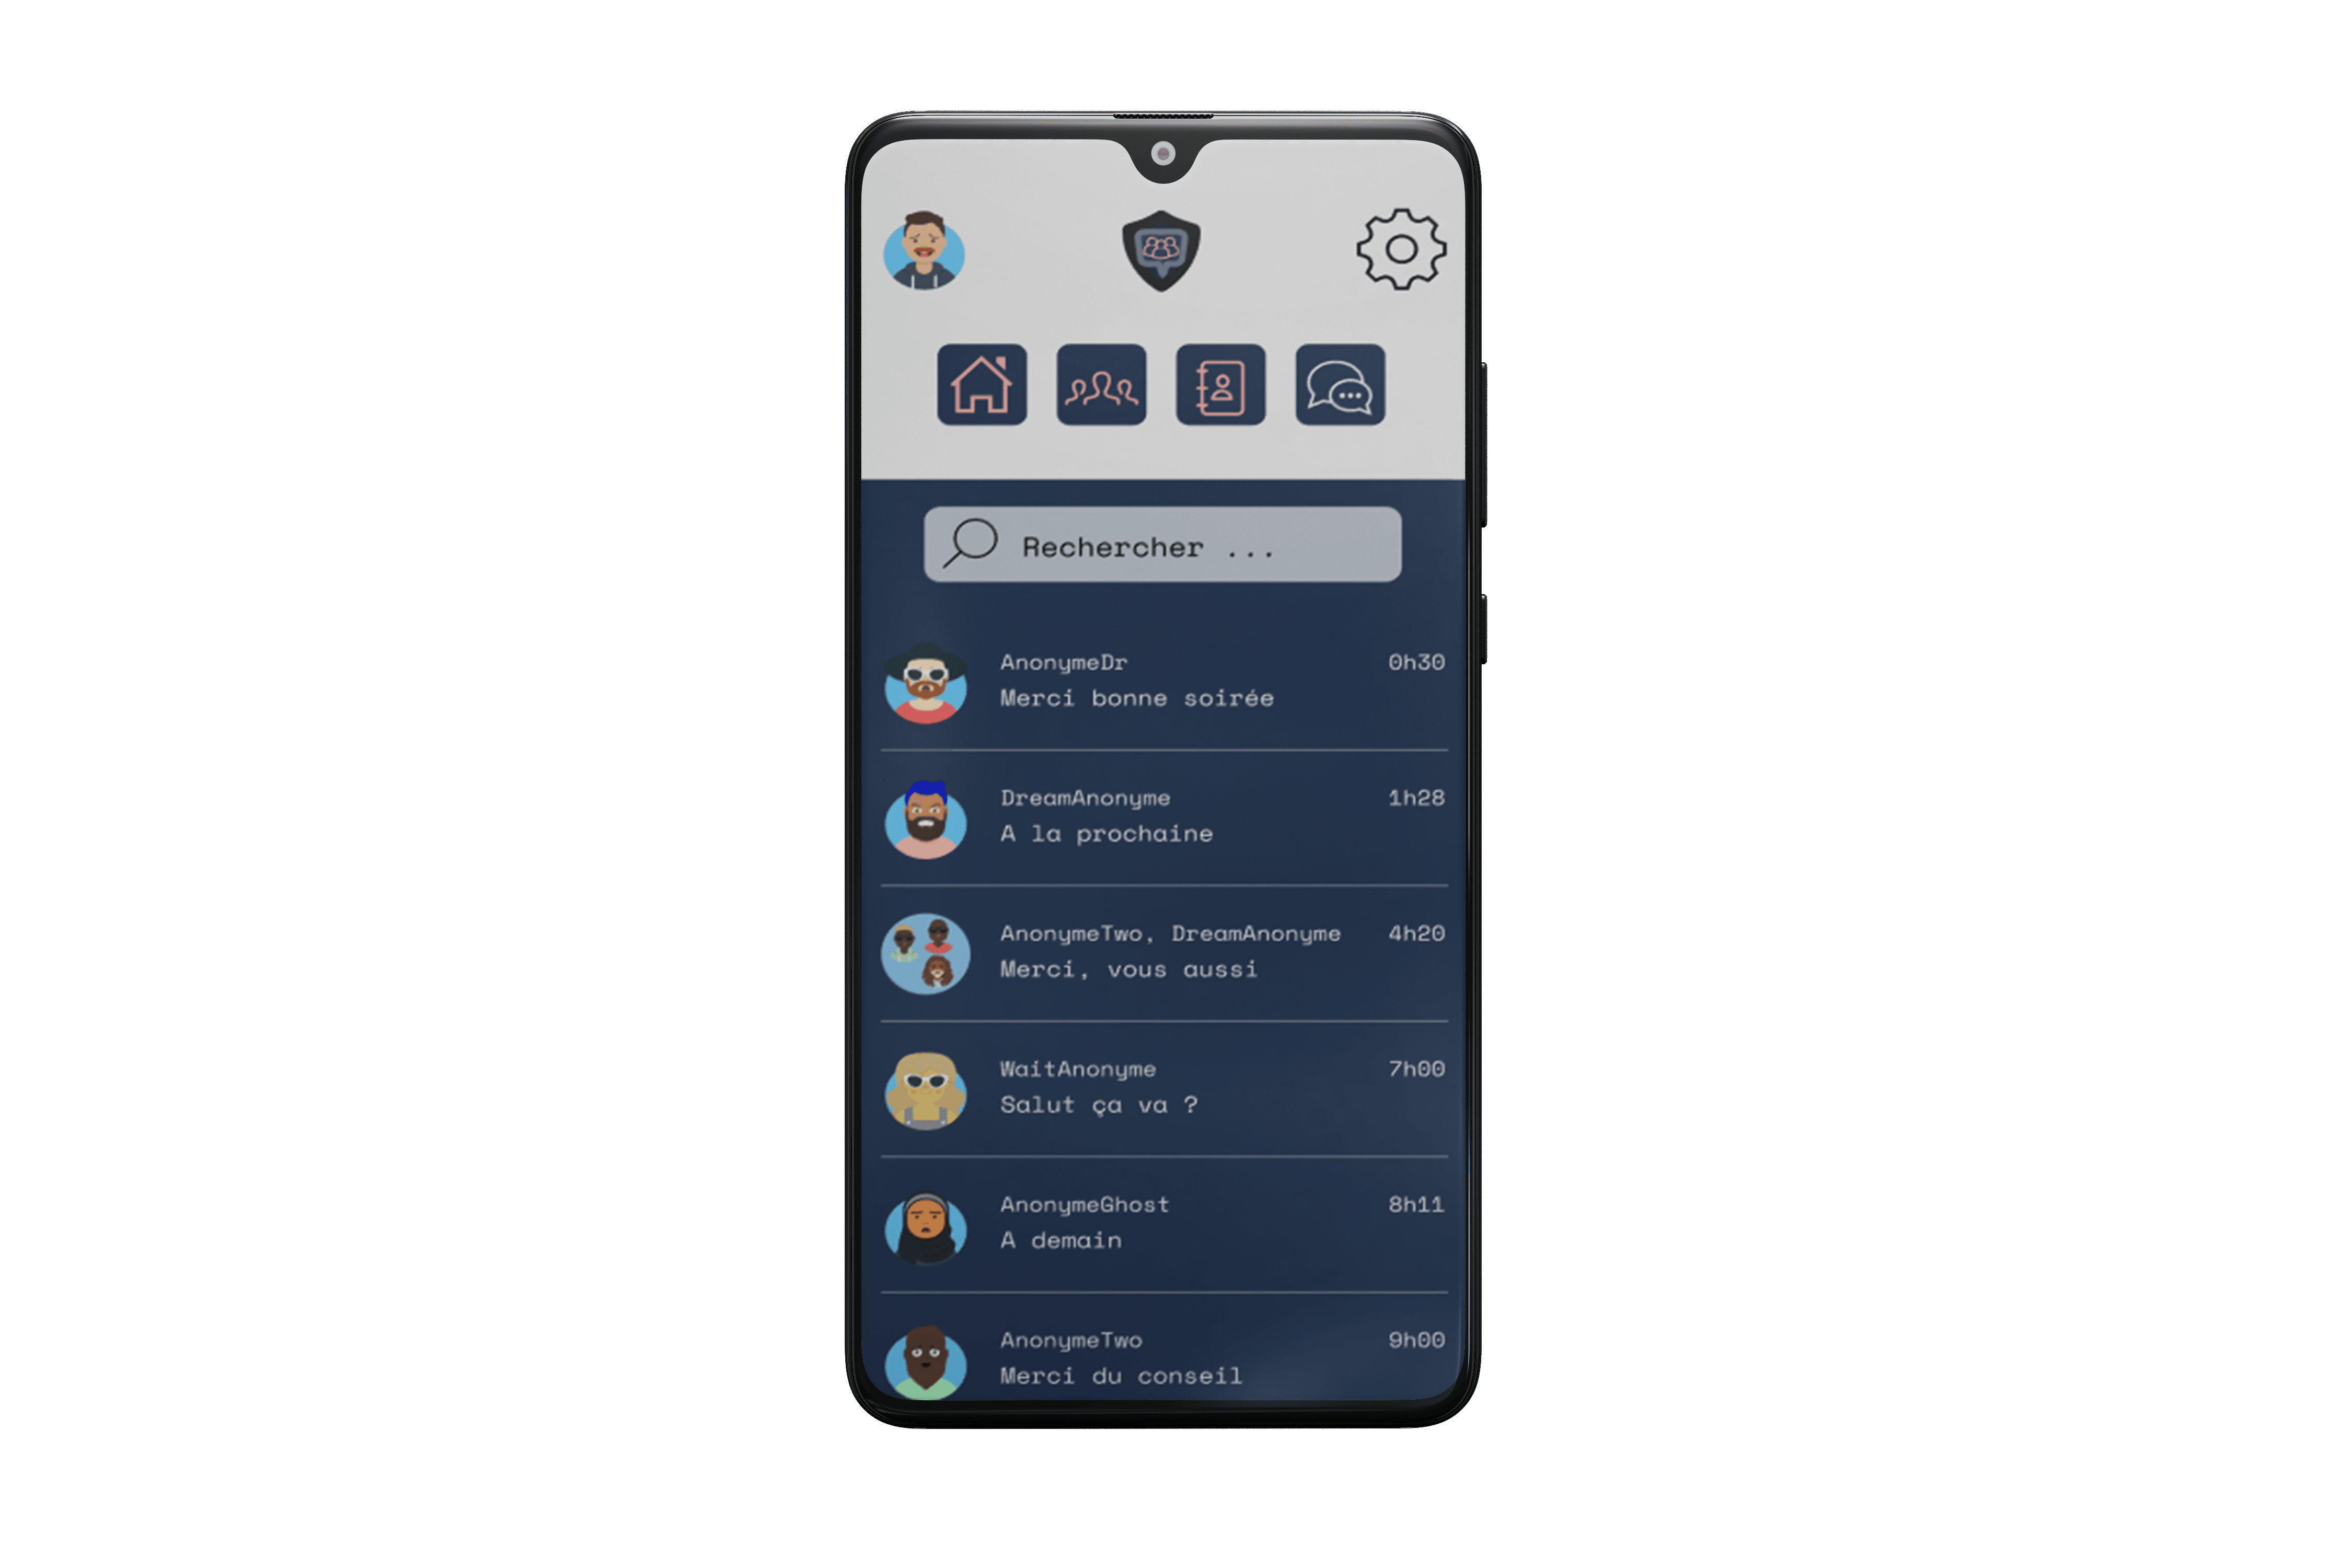 Rechercher ...
AnonymeDr 0h30
Merci bonne soirée
DreamAnonyme 1h28
A la prochaine
AnonymeTwo, DreamAnonyme 4h20
Merci, vous aussi
WaitAnonyme 7h00
Salut ça va ?
AnonymeGhost 8h11
A demain
AnonymeTwo 9h00
Merci du conseil